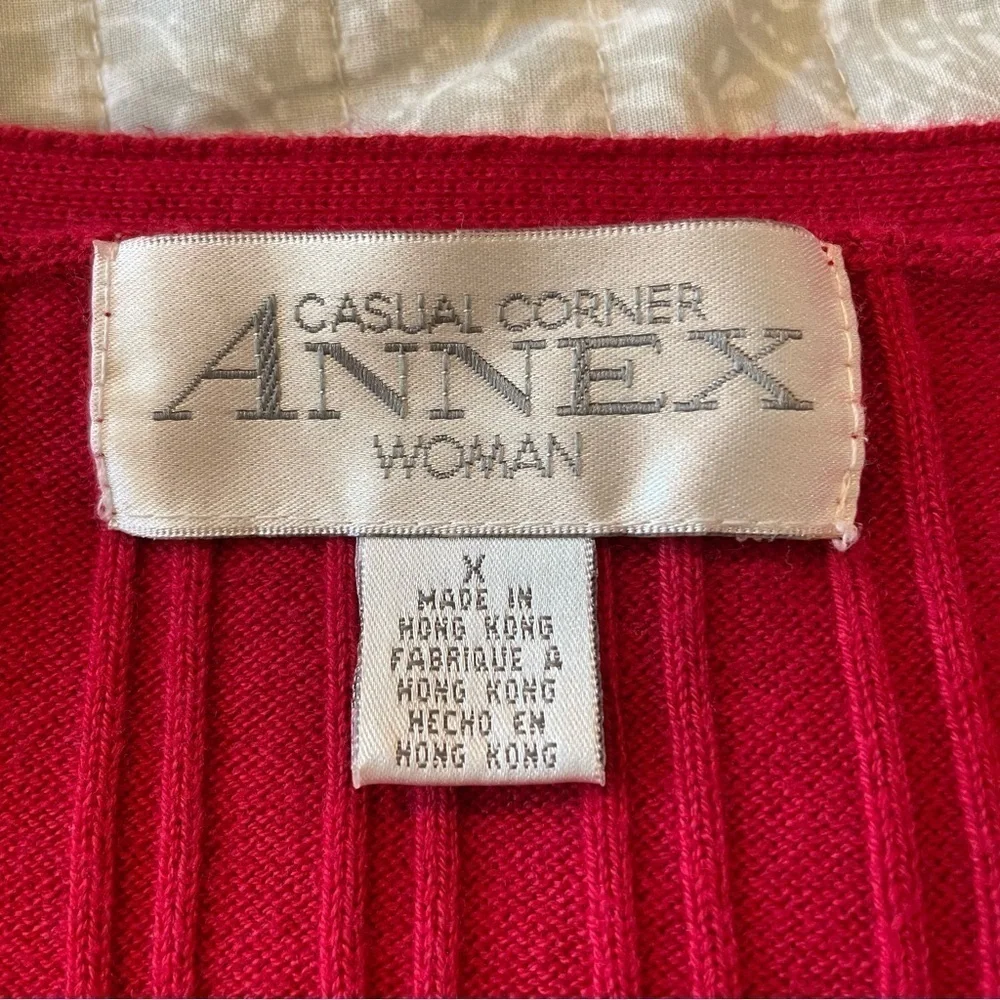 CASUAL CORNER
ANNEX
WOMAN
X
MADE IN
HONG KONG
FABRIQUE A
HONG KONG
HECHO EN
HONG KONG